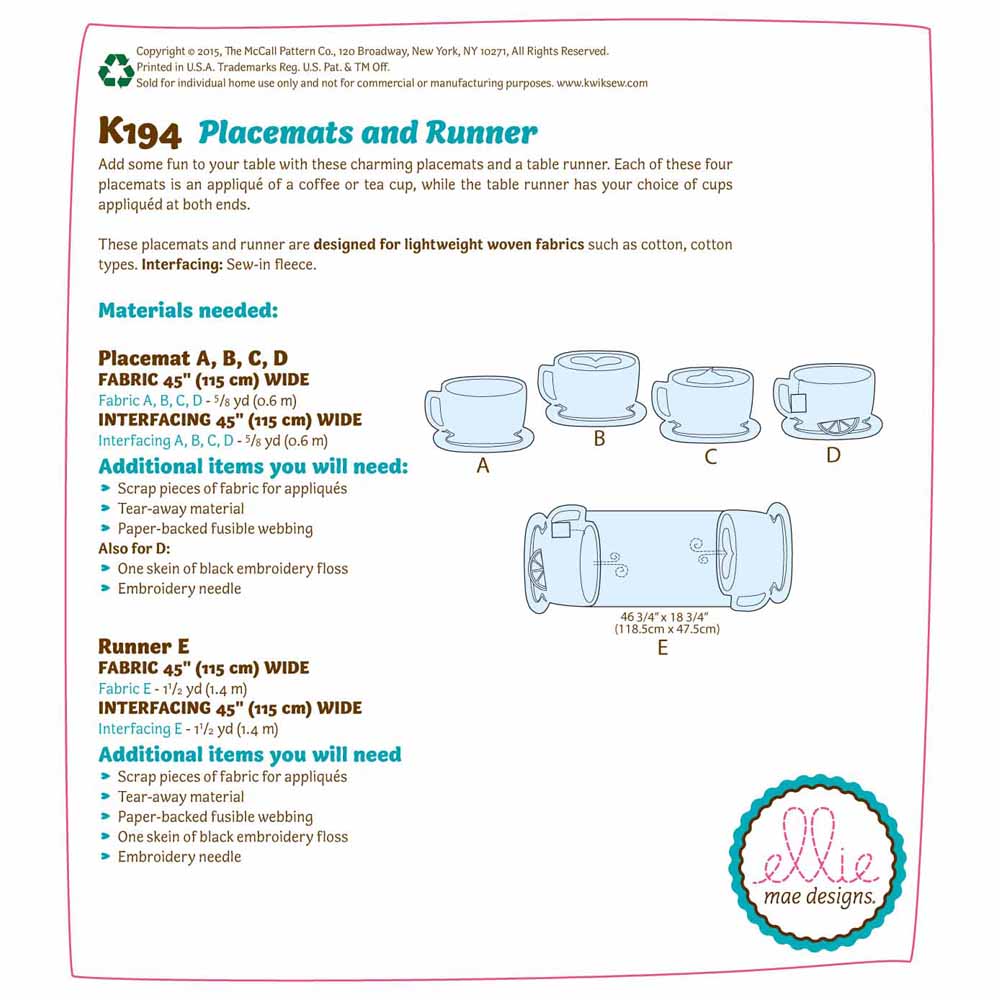 Copyright © 2015, The McCall Pattern Co., 120 Broadway, New York, NY 10271, All Rights Reserved.
Printed in U.S.A. Trademarks Reg. U.S. Pat. & TM Off.
Sold for individual home use only and not for commercial or manufacturing purposes. www.kwiksew.com
K194 Placemats and Runner
Add some fun to your table with these charming placemats and a table runner. Each of these four
placemats is an appliqué of a coffee or tea cup, while the table runner has your choice of cups
appliquéd at both ends.
These placemats and runner are designed for lightweight woven fabrics such as cotton, cotton
types. Interfacing: Sew-in fleece.
Materials needed:
Placemat A, B, C, D
FABRIC 45" (115 cm) WIDE
Fabric A, B, C, D - 5/8 yd (0.6 m)
INTERFACING 45" (115 cm) WIDE
Interfacing A, B, C, D - 5/8 yd (0.6 m)
Additional items you will need:
Scrap pieces of fabric for appliqués
Tear-away material
Paper-backed fusible webbing
Also for D:
One skein of black embroidery floss
Embroidery needle
Runner E
FABRIC 45" (115 cm) WIDE
Fabric E - 1 1/2 yd (1.4 m)
INTERFACING 45" (115 cm) WIDE
Interfacing E - 1 1/2 yd (1.4 m)
Additional items you will need
Scrap pieces of fabric for appliqués
Tear-away material
Paper-backed fusible webbing
One skein of black embroidery floss
Embroidery needle
A
B
C
D
46 3/4" x 18 3/4"
(118.5cm x 47.5cm)
E
ellie
mae designs.